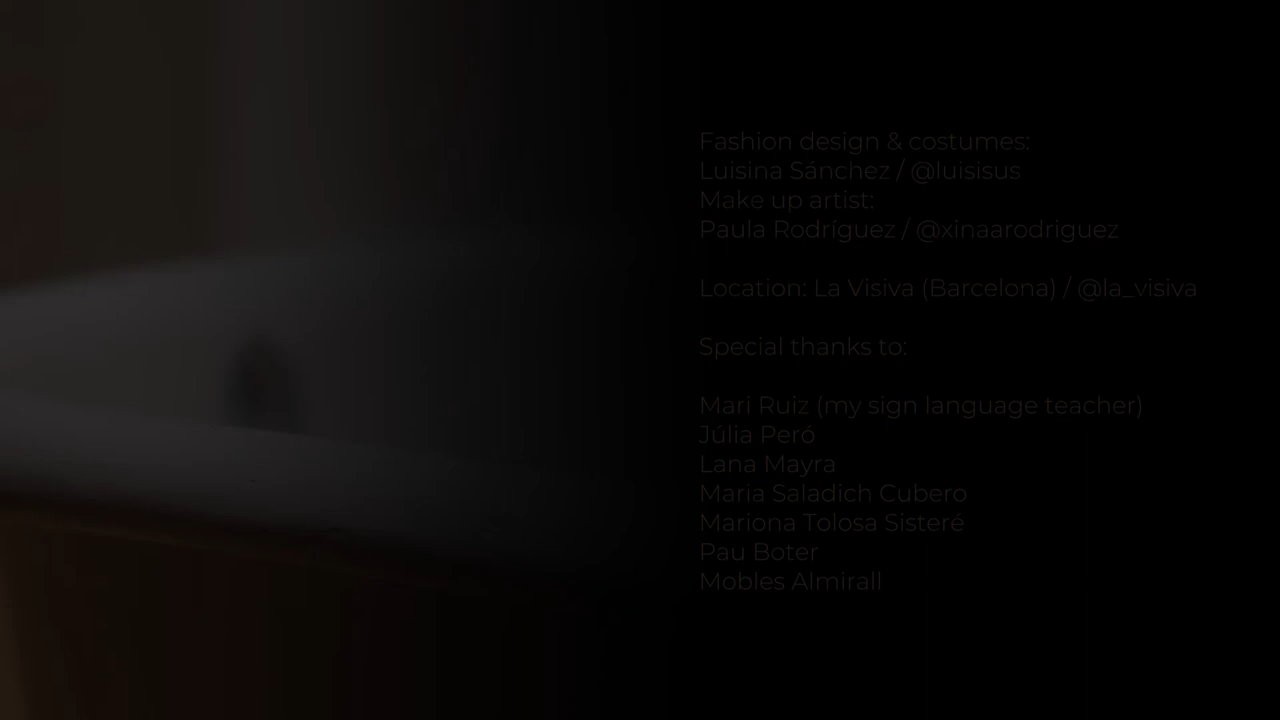 Fashion design & costumes:
Luisina Sánchez / @luisisus
Make up artist:
Paula Rodríguez / @xinaarodriguez
Location: La Visiva (Barcelona) / @la_visiva
Special thanks to:
Mari Ruiz (my sign language teacher)
Júlia Peró
Lana Mayra
Maria Saladich Cubero
Mariona Tolosa Sisteré
Pau Boter
Mobles Almirall